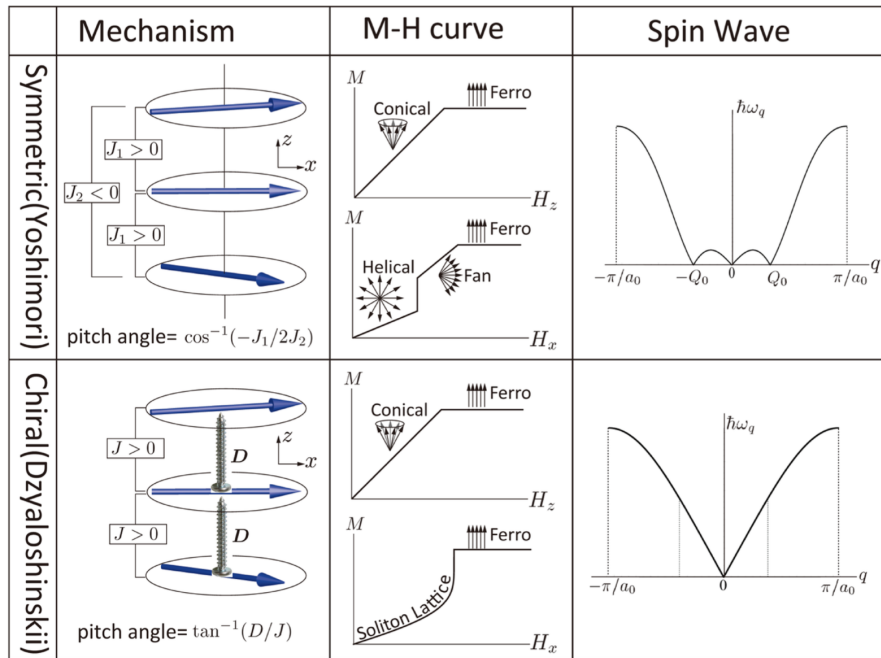 Mechanism
M-H curve
Spin Wave
Symmetric(Yoshimori)
J₁ > 0
J₂ < 0
J₁ > 0
z
x
pitch angle= cos⁻¹(−J₁/2J₂)
M
Conical
Ferro
H_z
M
Helical
Fan
Ferro
H_x
ℏω_q
−π/a₀
−Q₀
0
Q₀
π/a₀
q
Chiral(Dzyaloshinskii)
J > 0
J > 0
D
D
z
x
pitch angle= tan⁻¹(D/J)
M
Conical
Ferro
H_z
M
Soliton Lattice
Ferro
H_x
ℏω_q
−π/a₀
0
π/a₀
q